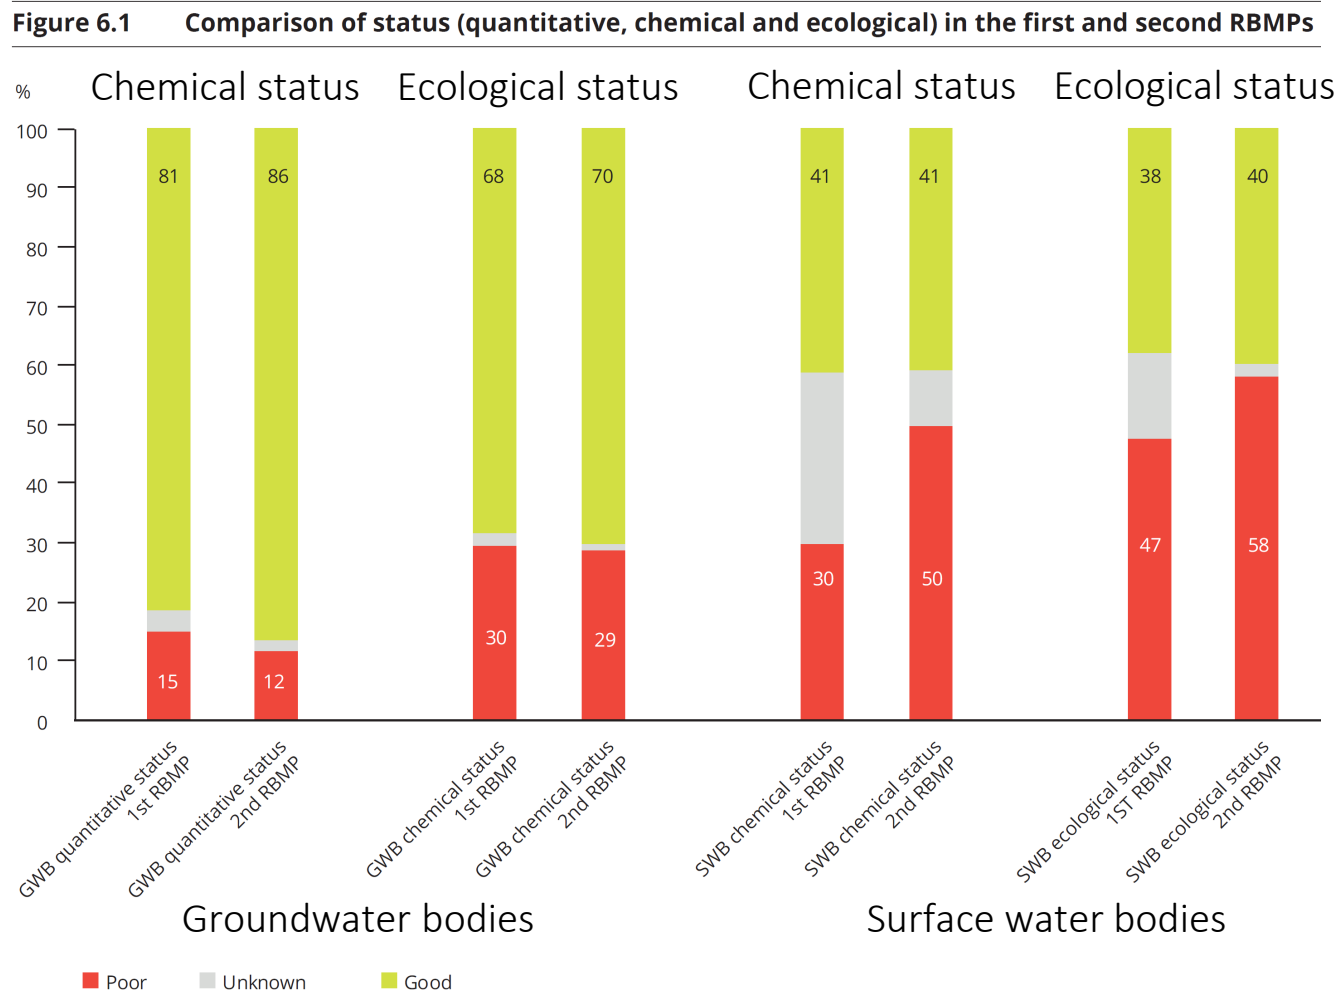 Figure 6.1 Comparison of status (quantitative, chemical and ecological) in the first and second RBMPs
% Chemical status Ecological status Chemical status Ecological status
100
90
80
70
60
50
40
30
20
10
0
81 86 68 70 41 41 38 40
15 12 30 29 30 50 47 58
GWB quantitative status
1st RBMP
GWB quantitative status
2nd RBMP
GWB chemical status
1st RBMP
GWB chemical status
2nd RBMP
SWB chemical status
1st RBMP
SWB chemical status
2nd RBMP
SWB ecological status
1ST RBMP
SWB ecological status
2nd RBMP
Groundwater bodies Surface water bodies
Poor Unknown Good